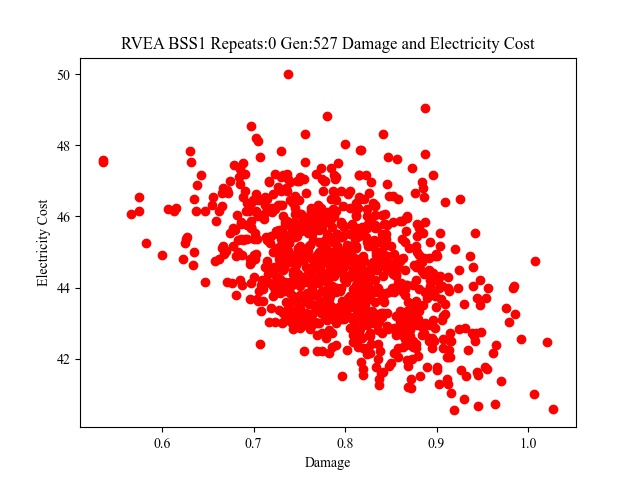 RVEA BSS1 Repeats:0 Gen:527 Damage and Electricity Cost
50
48
46
44
42
Electricity Cost
0.6 0.7 0.8 0.9 1.0
Damage